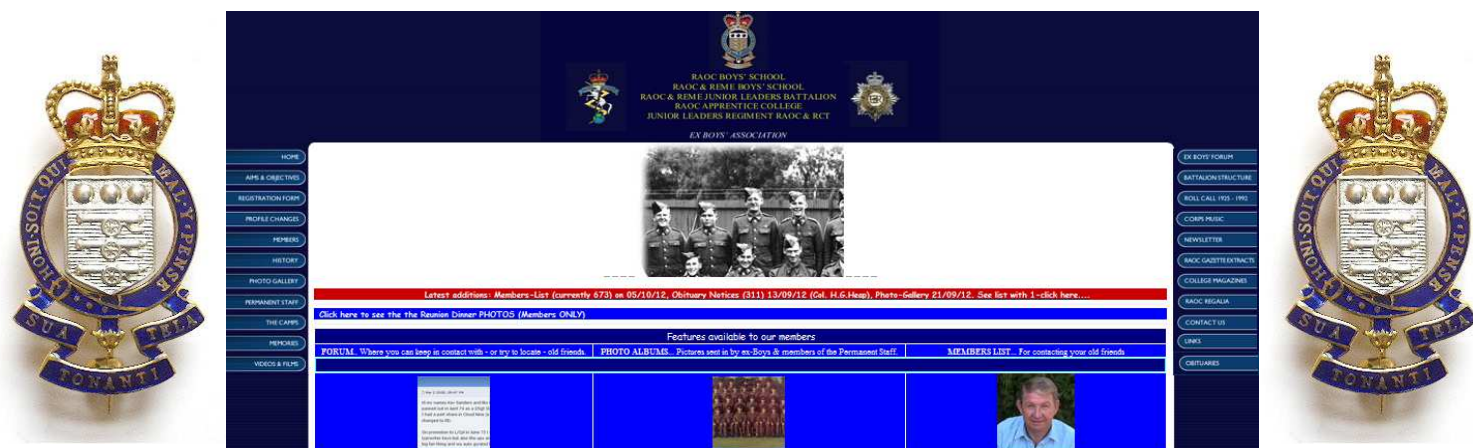 HONI·SOIT·QUI
MAL·Y·PENSE
SUA
TELA
TONANTI
RAOC BOYS' SCHOOL
RAOC & REME BOYS' SCHOOL
RAOC & REME JUNIOR LEADERS BATTALION
RAOC APPRENTICE COLLEGE
JUNIOR LEADERS REGIMENT RAOC & RCT
EX BOYS' ASSOCIATION
HOME
AIMS & OBJECTIVES
REGISTRATION FORM
PROFILE CHANGES
MEMBERS
HISTORY
PHOTO GALLERY
PERMANENT STAFF
THE CAMPS
MEMORIES
VIDEOS & FILMS
Latest additions: Members-List (currently 673) on 05/10/12, Obituary Notices (311) 13/09/12 (Col. H.G.Heap), Photo-Gallery 21/09/12. See list with 1-click here....
Click here to see the the Reunion Dinner PHOTOS (Members ONLY)
Features available to our members
FORUM.. Where you can keep in contact with - or try to locate - old friends.
PHOTO ALBUMS... Pictures sent in by ex-Boys & members of the Permanent Staff.
MEMBERS LIST... For contacting your old friends
EX BOYS' FORUM
BATTALION STRUCTURE
ROLL CALL 1925 - 1992
CORPS MUSIC
NEWSLETTER
RAOC GAZETTE EXTRACTS
COLLEGE MAGAZINES
RAOC REGALIA
CONTACT US
LINKS
OBITUARIES
HONI·SOIT·QUI
MAL·Y·PENSE
SUA
TELA
TONANTI